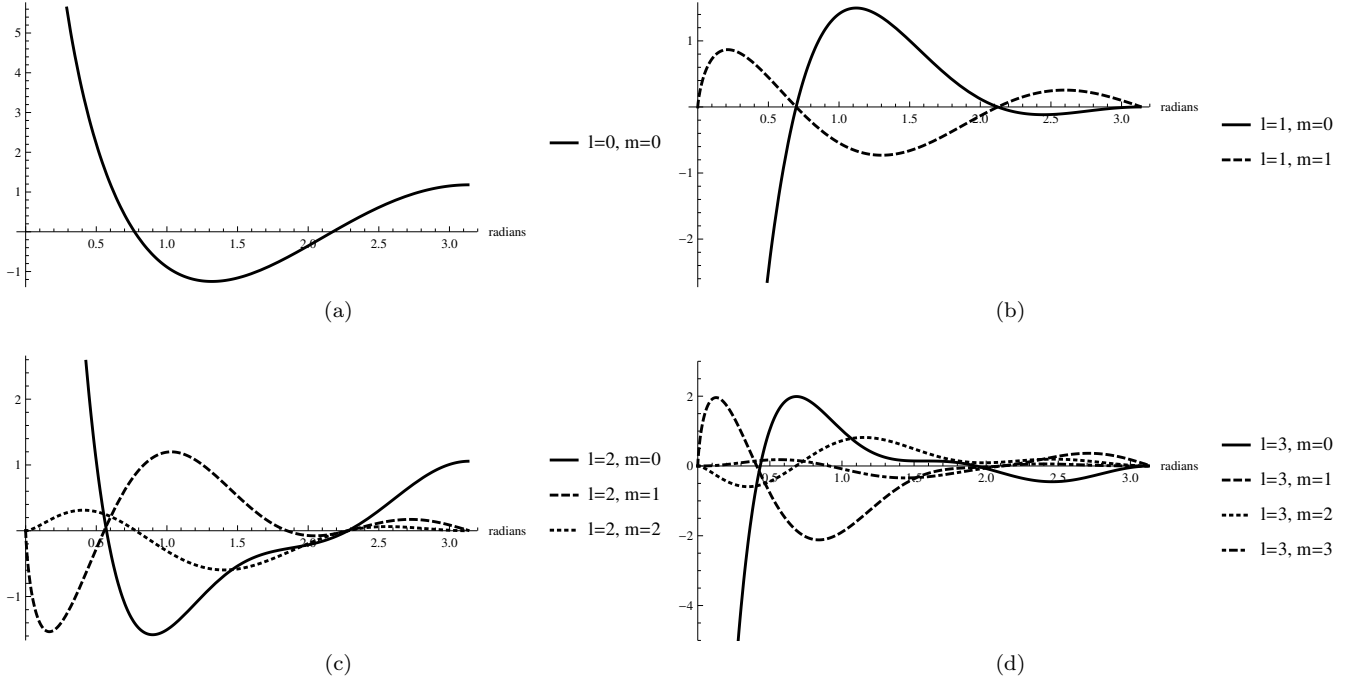 5
4
3
2
1
−1
0.5 1.0 1.5 2.0 2.5 3.0
radians
l=0, m=0
(a)
1
−1
−2
0.5 1.0 1.5 2.0 2.5 3.0
radians
l=1, m=0
l=1, m=1
(b)
2
1
−1
0.5 1.0 1.5 2.0 2.5 3.0
radians
l=2, m=0
l=2, m=1
l=2, m=2
(c)
2
0
−2
−4
0.5 1.0 1.5 2.0 2.5 3.0
radians
l=3, m=0
l=3, m=1
l=3, m=2
l=3, m=3
(d)